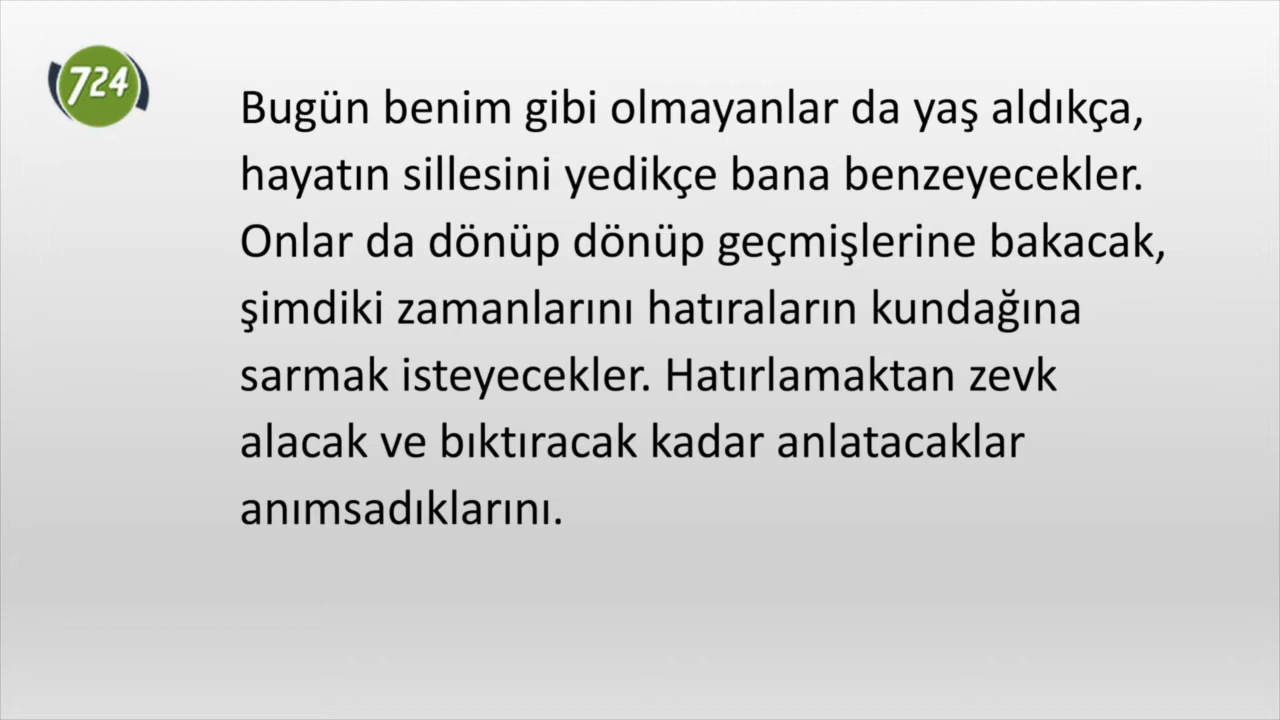 724
Bugün benim gibi olmayanlar da yaş aldıkça,
hayatın sillesini yedikçe bana benzeyecekler.
Onlar da dönüp dönüp geçmişlerine bakacak,
şimdiki zamanlarını hatıraların kundağına
sarmak isteyecekler. Hatırlamaktan zevk
alacak ve bıktıracak kadar anlatacaklar
anımsadıklarını.